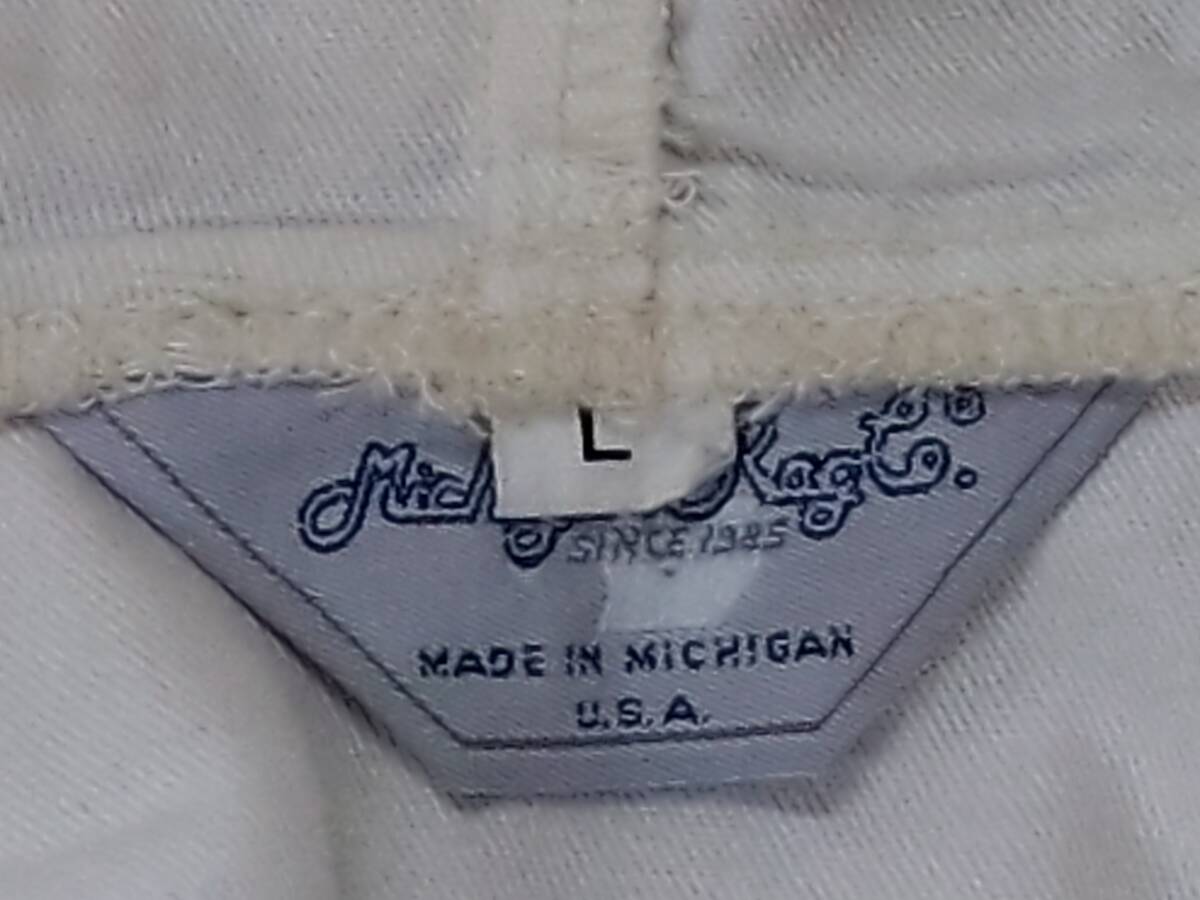 L
Rag Co.
SINCE 1985
MADE IN MICHIGAN
U.S.A.